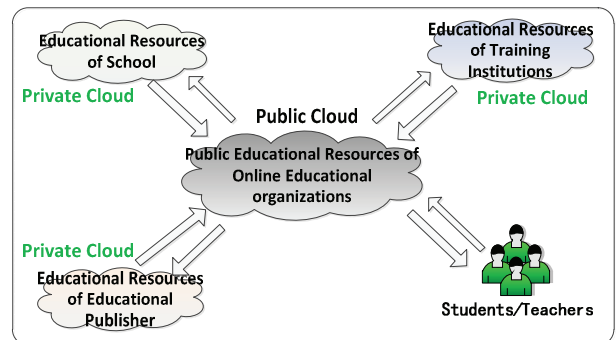 Educational Resources
of School
Private Cloud
Educational Resources
of Training
Institutions
Private Cloud
Public Cloud
Public Educational Resources of
Online Educational
organizations
Private Cloud
Educational Resources
of Educational
Publisher
Students/Teachers